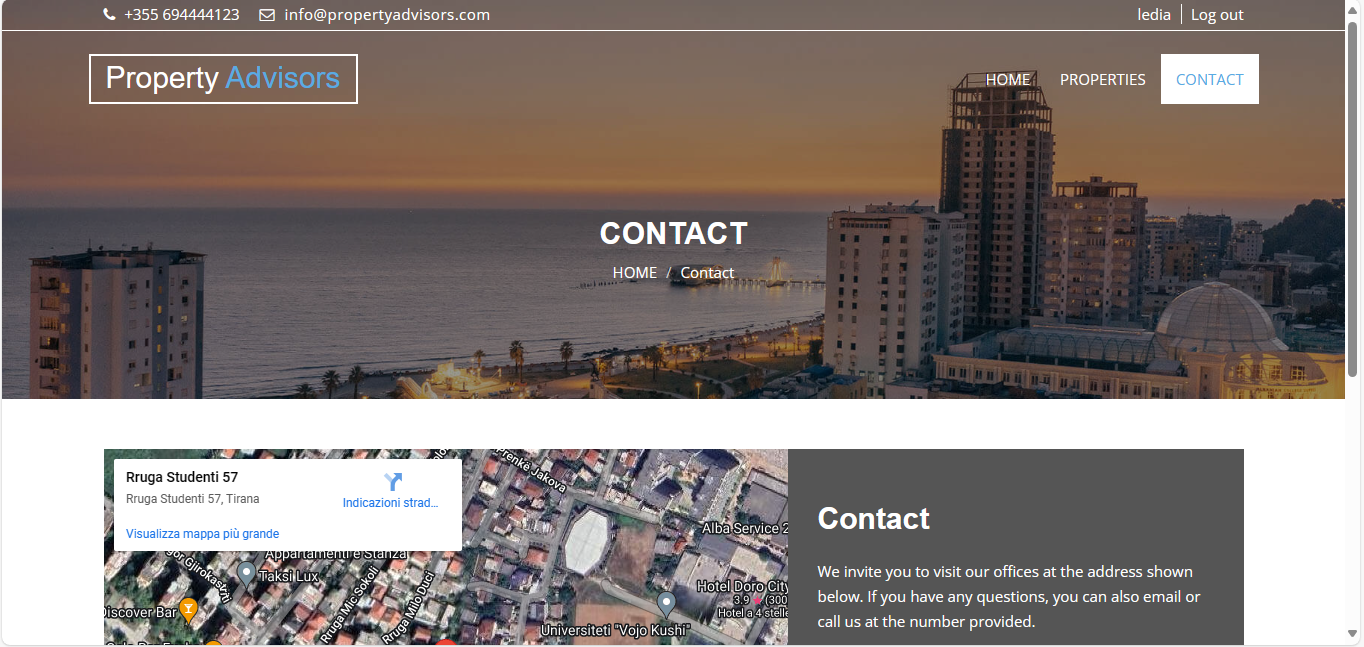 +355 694444123 info@propertyadvisors.com ledia Log out
Property Advisors
HOME PROPERTIES CONTACT
CONTACT
HOME / Contact
Rruga Studenti 57
Rruga Studenti 57, Tirana
Indicazioni strad...
Visualizza mappa più grande
Prenkë Jakova
Alba Service 2
Appartamenti e Stanza
Taksi Lux
Discover Bar
Rruga Mic Sokoli
Rruga Milo Duci
Hotel Doro City
3.9 (300
Hotel a 4 stelle
Universiteti "Vojo Kushi"
Contact
We invite you to visit our offices at the address shown
below. If you have any questions, you can also email or
call us at the number provided.